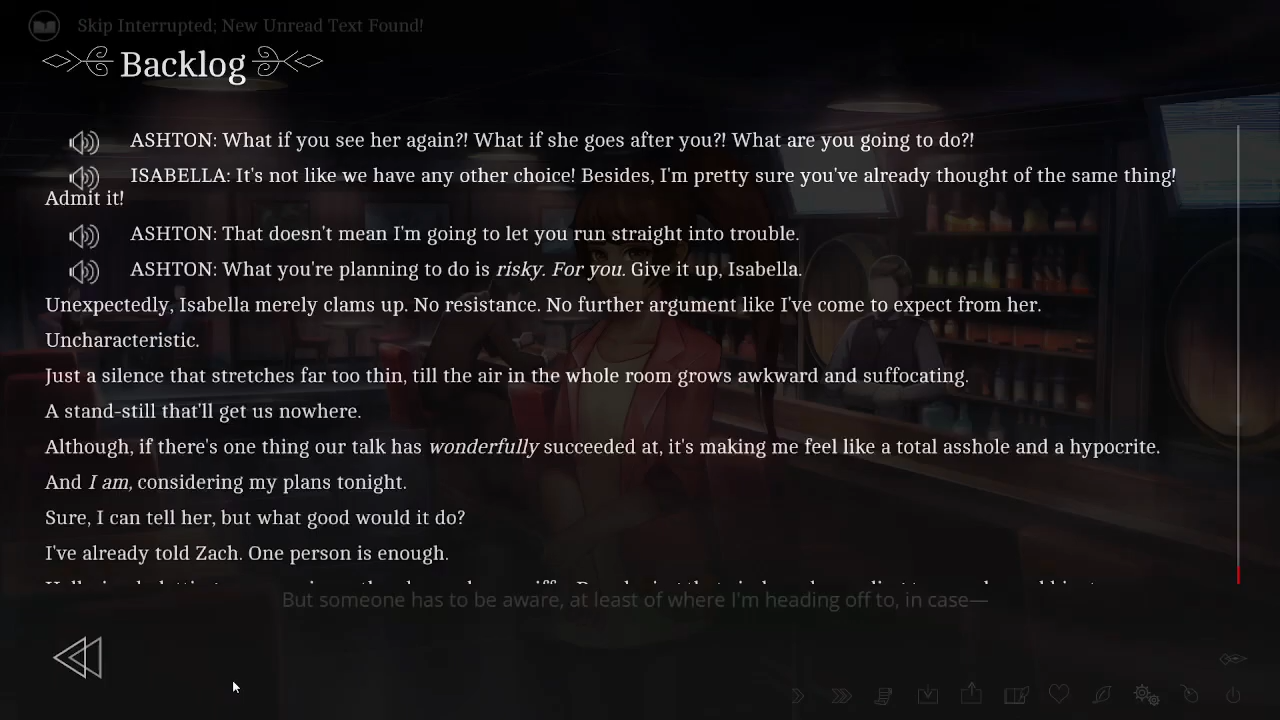 Skip Interrupted; New Unread Text Found!
Backlog
ASHTON: What if you see her again?! What if she goes after you?! What are you going to do?!
ISABELLA: It's not like we have any other choice! Besides, I'm pretty sure you've already thought of the same thing!
Admit it!
ASHTON: That doesn't mean I'm going to let you run straight into trouble.
ASHTON: What you're planning to do is risky. For you. Give it up, Isabella.
Unexpectedly, Isabella merely clams up. No resistance. No further argument like I've come to expect from her.
Uncharacteristic.
Just a silence that stretches far too thin, till the air in the whole room grows awkward and suffocating.
A stand-still that'll get us nowhere.
Although, if there's one thing our talk has wonderfully succeeded at, it's making me feel like a total asshole and a hypocrite.
And I am, considering my plans tonight.
Sure, I can tell her, but what good would it do?
I've already told Zach. One person is enough.
But someone has to be aware, at least of where I'm heading off to, in case—